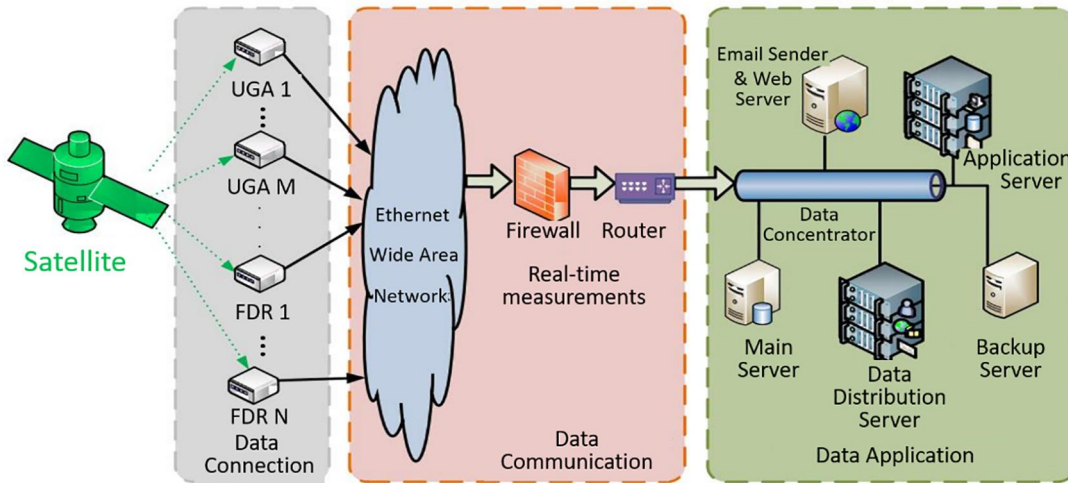 Satellite
UGA 1
UGA M
FDR 1
FDR N
Data
Connection
Ethernet
Wide Area
Network
Firewall
Router
Real-time
measurements
Data
Communication
Email Sender
& Web
Server
Application
Server
Data
Concentrator
Main
Server
Data
Distribution
Server
Backup
Server
Data Application